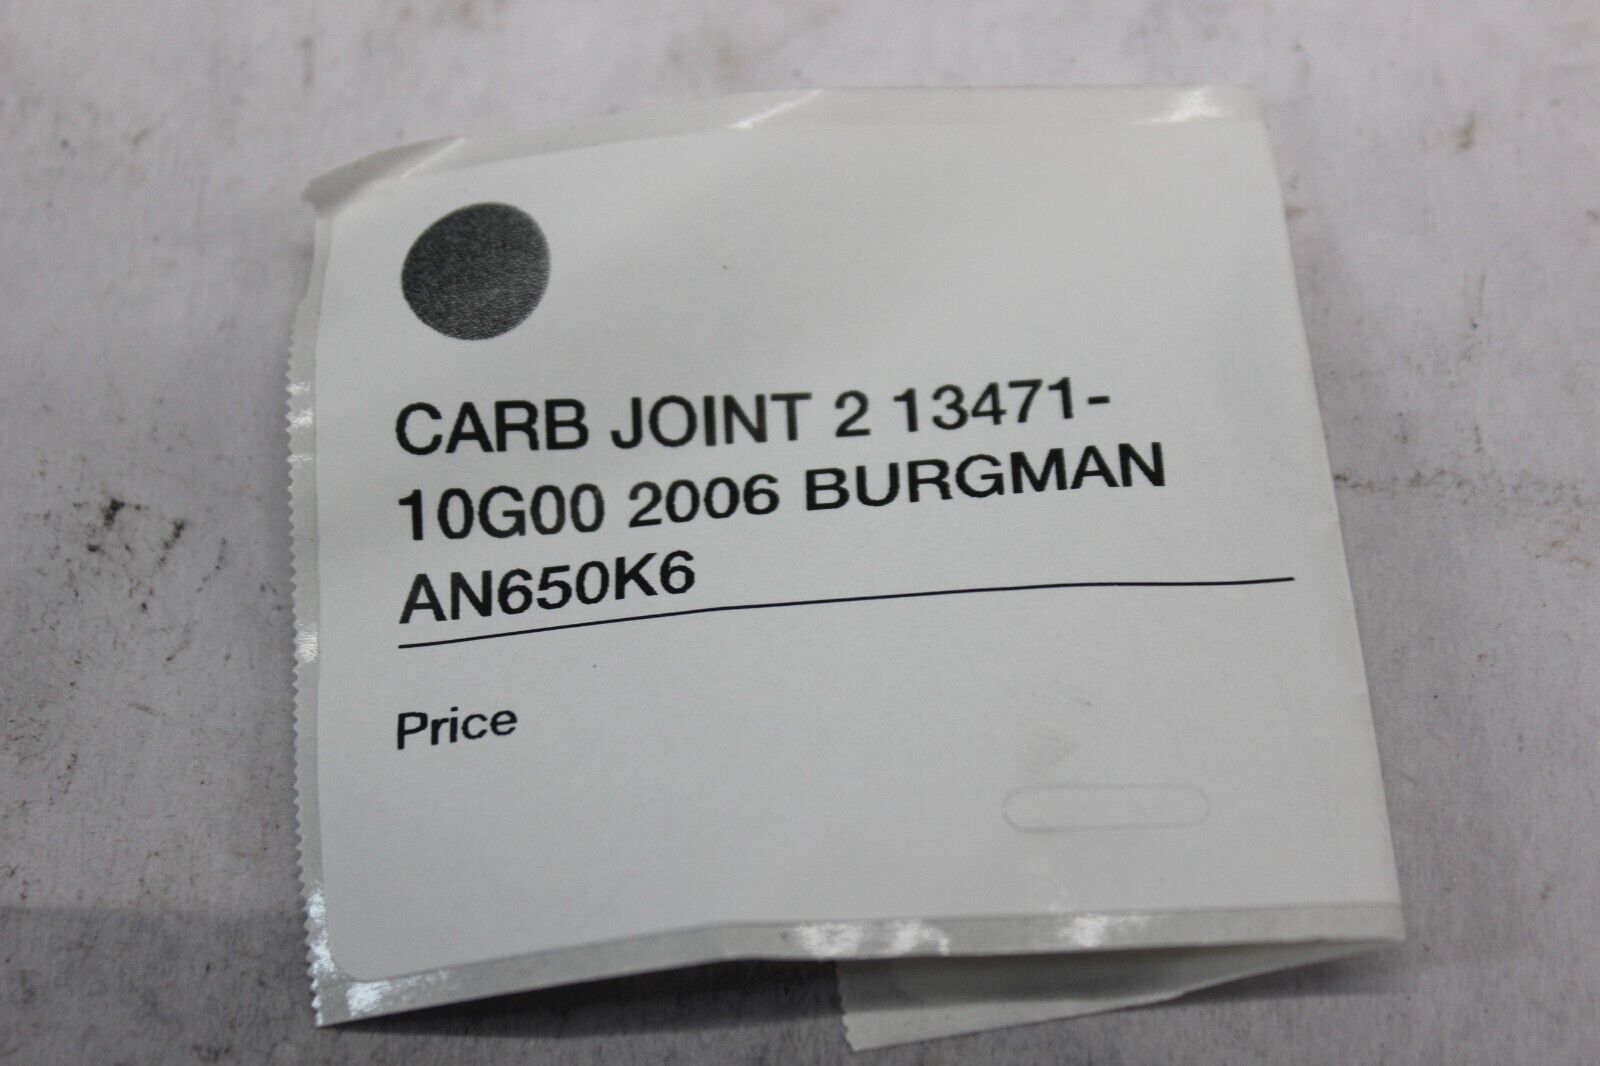 CARB JOINT 2 13471-
10G00 2006 BURGMAN
AN650K6
Price